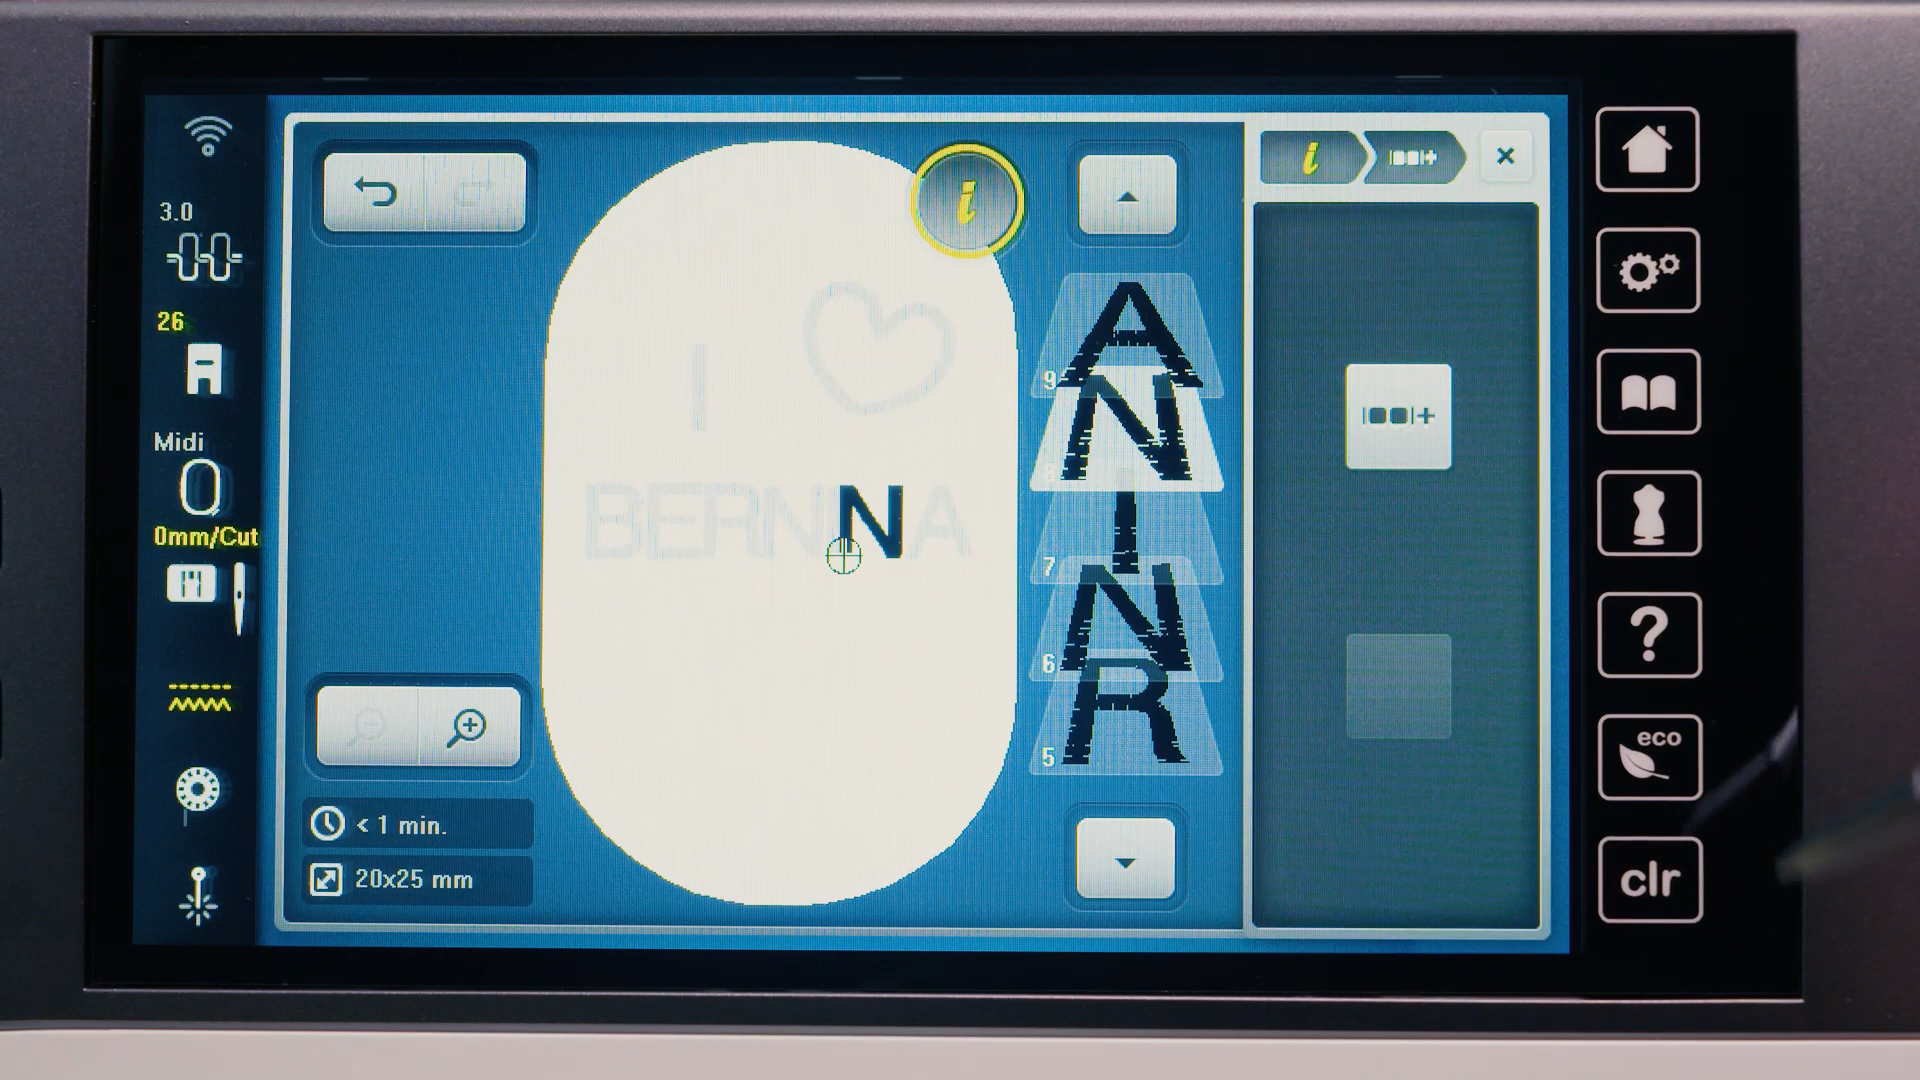 3.0
26
Midi
0mm/Cut
< 1 min.
20x25 mm
I
BERNINA
N
A
9
N
8
I
7
N
6
R
5
i
i
?
eco
clr